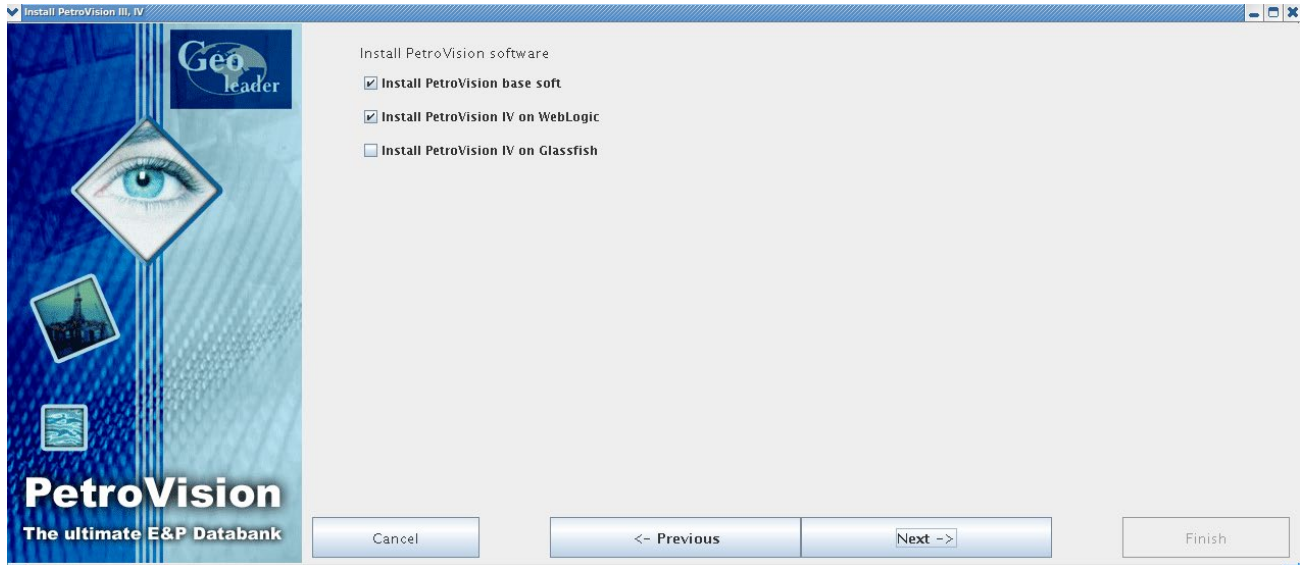 Install PetroVision III, IV
Géo
leader
Install PetroVision software
Install PetroVision base soft
Install PetroVision IV on WebLogic
Install PetroVision IV on Glassfish
PetroVision
The ultimate E&P Databank
Cancel
<- Previous
Next ->
Finish